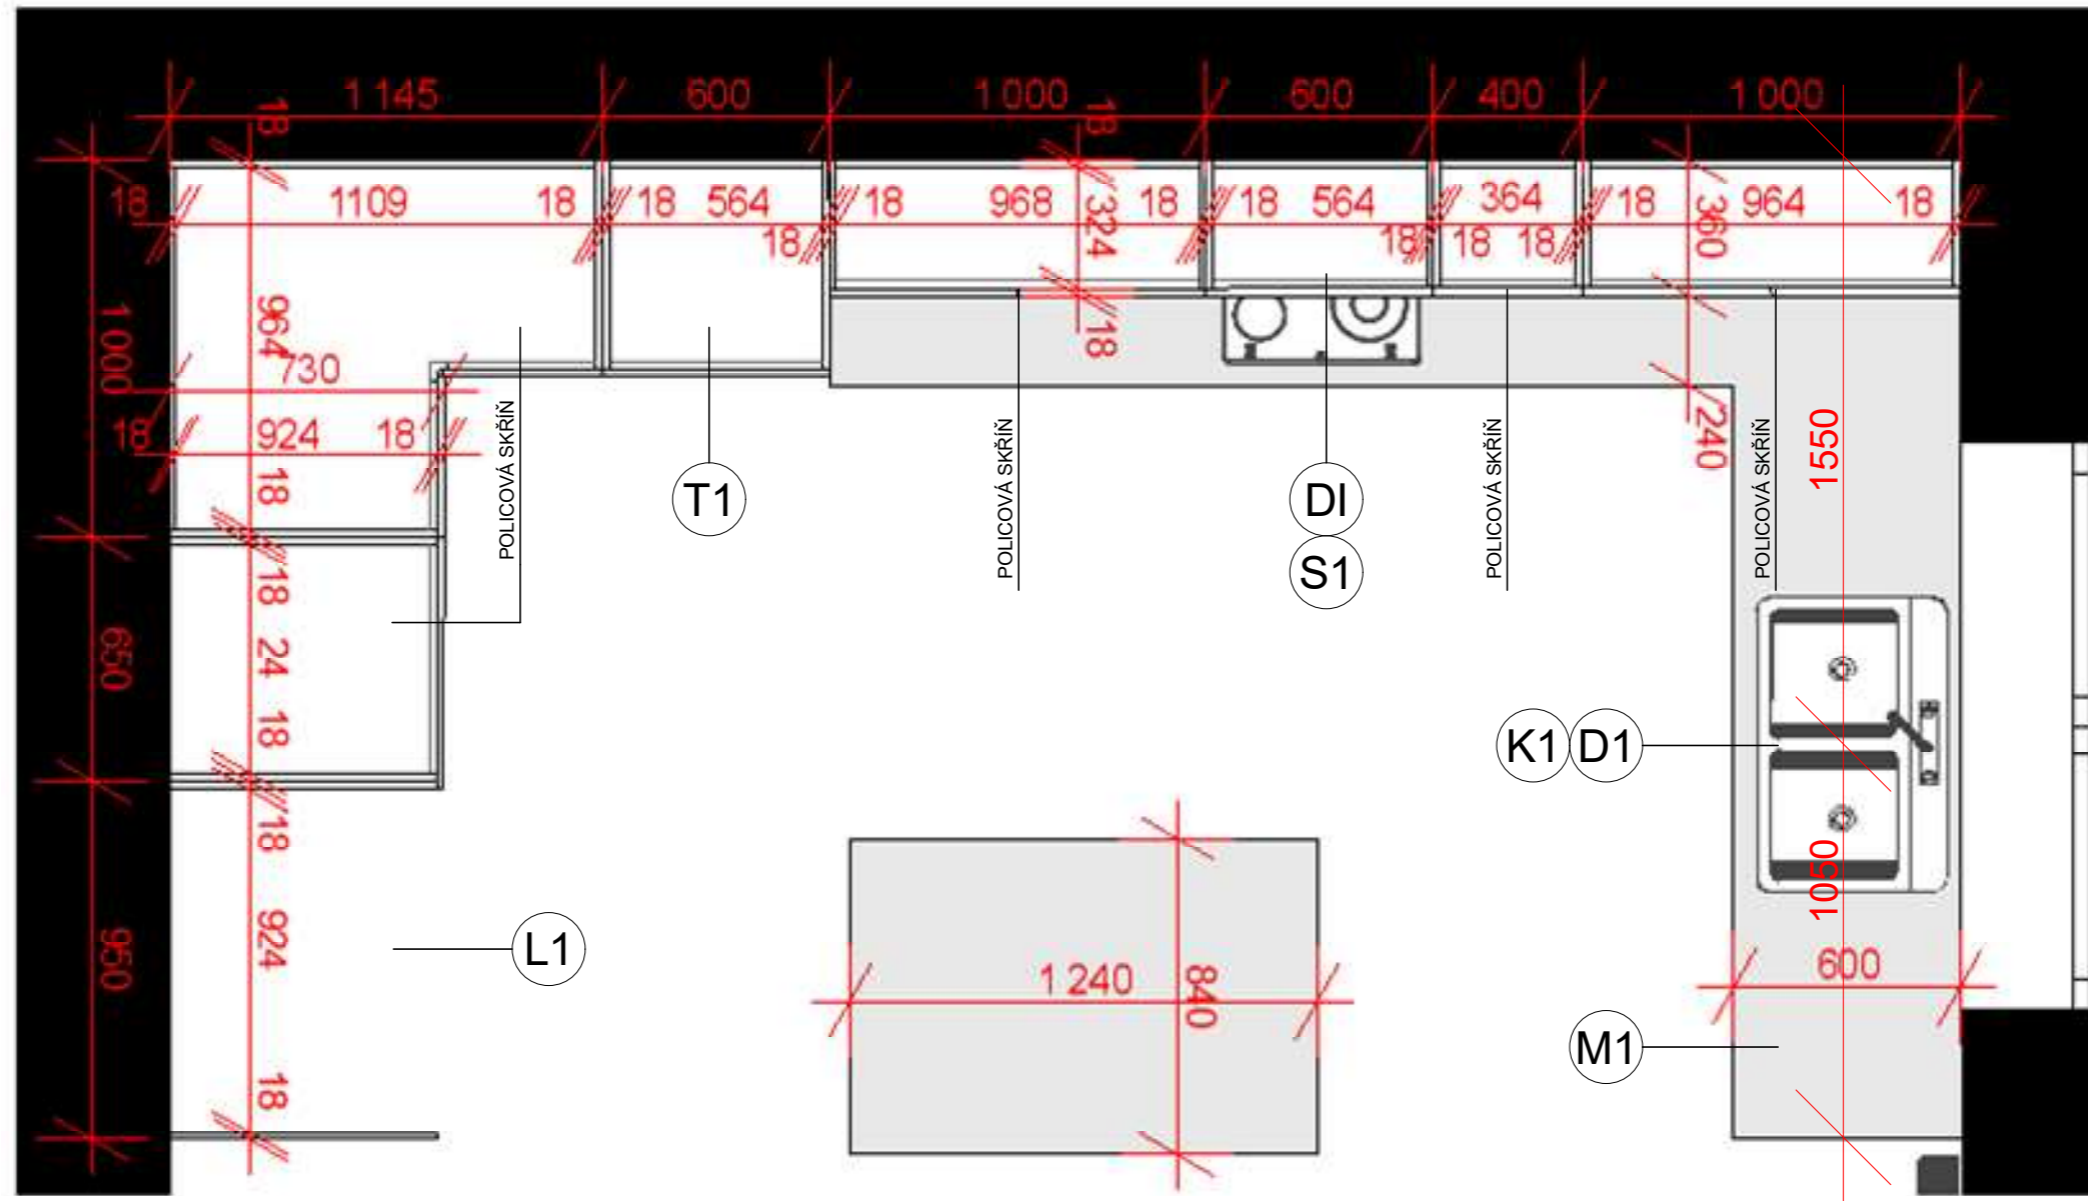 1 145 600 1 000 600 400 1 000
18 18
18 1109 18 18 564 18 968 18 18 564 364 18 964 18
18 18 18 18
324 360
1 000
964
730
18
18 924 18
18
240
1550
POLICOVÁ SKŘÍŇ
POLICOVÁ SKŘÍŇ
POLICOVÁ SKŘÍŇ
POLICOVÁ SKŘÍŇ
T1
DI
S1
18
650
24
18
K1 D1
18
1050
924
950
L1
1 240
840
600
M1
18